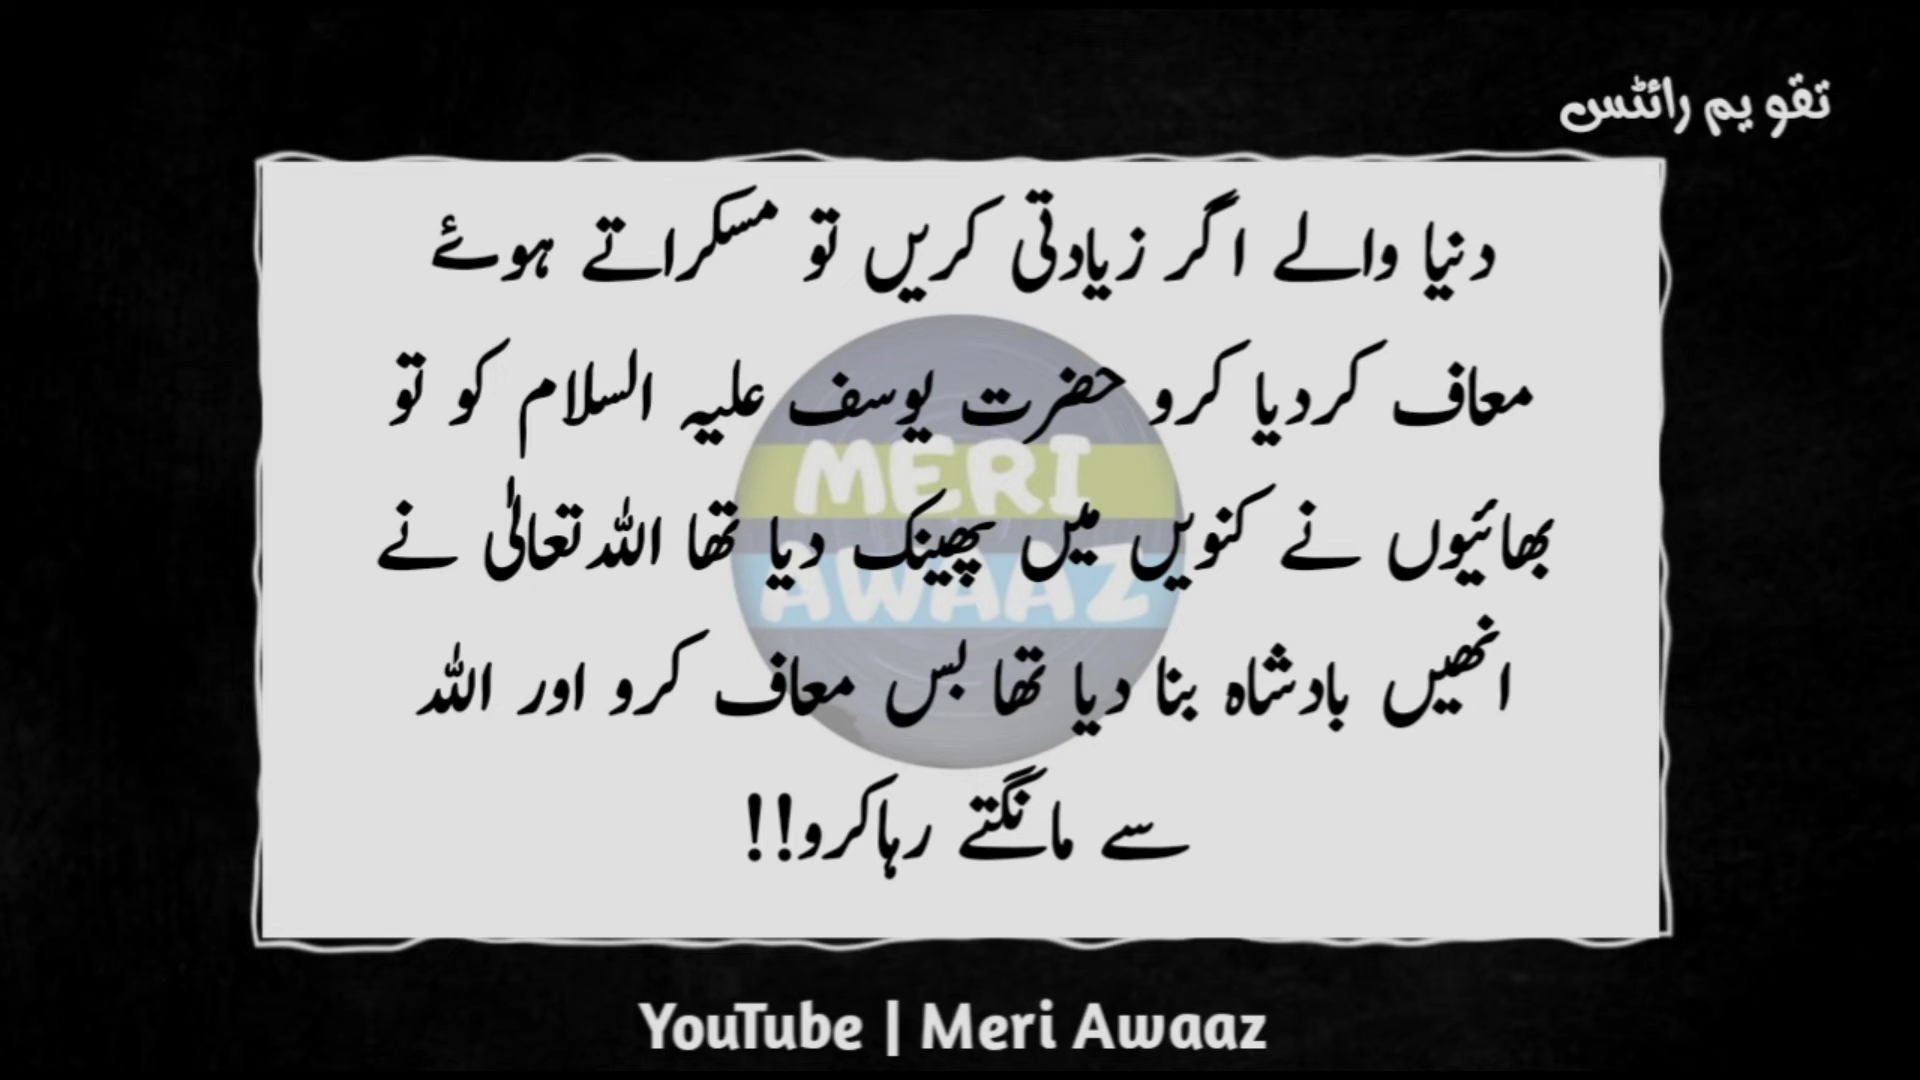 تقویم رائٹس
دنیا والے اگر زیادتی کریں تو مسکراتے ہوئے
معاف کردیا کرو حضرت یوسف علیہ السلام کو تو
بھائیوں نے کنویں میں پھینک دیا تھا اللہ تعالیٰ نے
انھیں بادشاہ بنا دیا تھا بس معاف کرو اور اللہ
سے مانگتے رہا کرو!!
MERI
AWAAZ
YouTube | Meri Awaaz